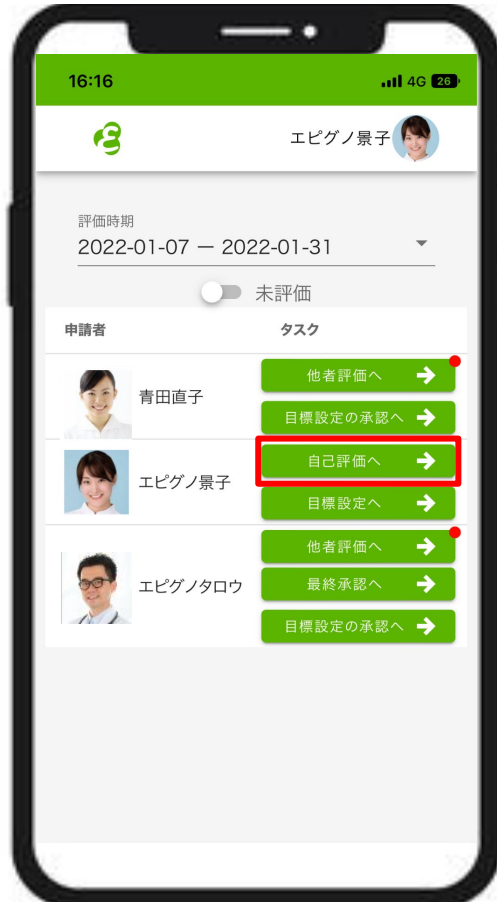 16:16 4G 26
エピグノ景子
評価時期
2022-01-07 — 2022-01-31
未評価
申請者 タスク
青田直子
他者評価へ
目標設定の承認へ
エピグノ景子
自己評価へ
目標設定へ
エピグノタロウ
他者評価へ
最終承認へ
目標設定の承認へ